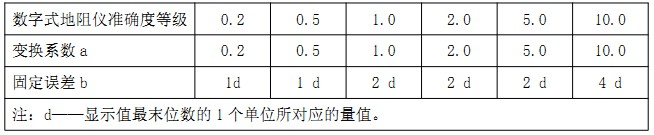 数字式地阻仪准确度等级 0.2 0.5 1.0 2.0 5.0 10.0
变换系数 a 0.2 0.5 1.0 2.0 5.0 10.0
固定误差 b 1d 1 d 2 d 2 d 2 d 4 d
注：d——显示值最末位数的 1 个单位所对应的量值。